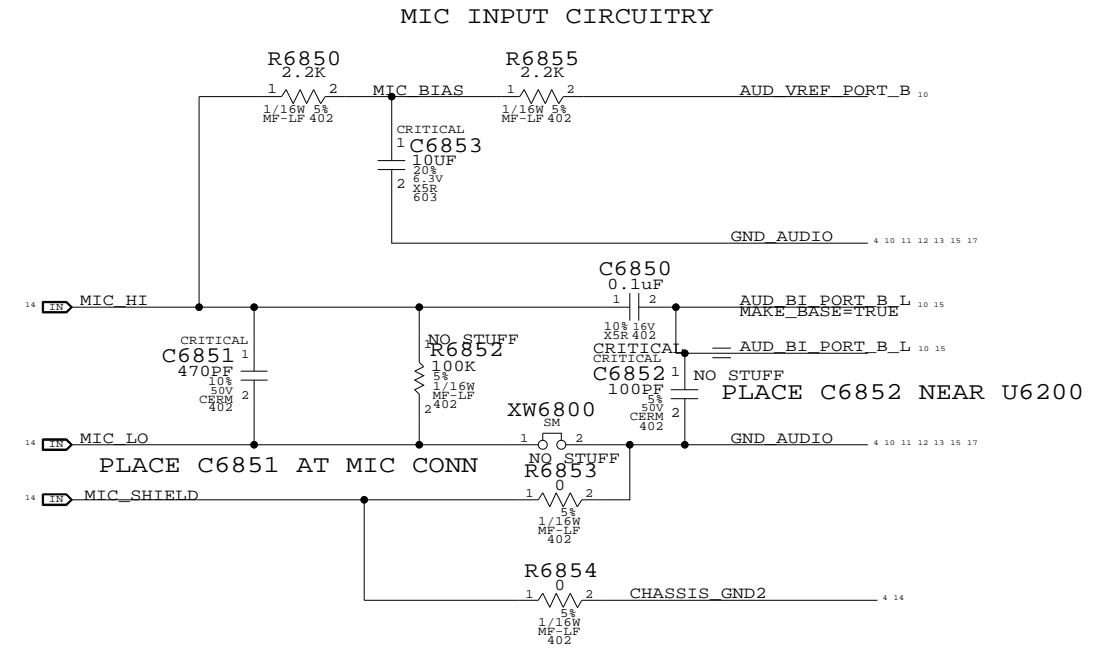 MIC INPUT CIRCUITRY
R6850
2.2K
1 2
1/16W 5%
MF-LF 402
MIC_BIAS
R6855
2.2K
1 2
1/16W 5%
MF-LF 402
AUD_VREF_PORT_B 10
CRITICAL
1 C6853
10UF
20%
6.3V
2 X5R
603
GND_AUDIO 4 10 11 12 13 15 17
C6850
0.1uF
1 2
10% 16V
X5R 402
CRITICAL
14 IN MIC_HI
AUD_BI_PORT_B_L 10 15
MAKE_BASE=TRUE
AUD_BI_PORT_B_L 10 15
CRITICAL
C6851 1
470PF
10%
50V 2
CERM
402
NO STUFF
1 R6852
100K
5%
1/16W
MF-LF
2 402
CRITICAL
C6852 1 NO STUFF
100PF
5%
50V 2
CERM
402
PLACE C6852 NEAR U6200
XW6800
SM
1 2
14 IN MIC_LO
GND_AUDIO 4 10 11 12 13 15 17
PLACE C6851 AT MIC CONN
NO STUFF
R6853
0
1 2
5%
1/16W
MF-LF
402
14 IN MIC_SHIELD
R6854
0
1 2
5%
1/16W
MF-LF
402
CHASSIS_GND2 4 14